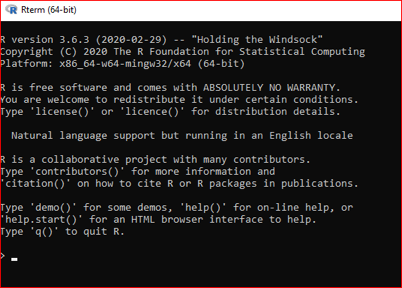 Rterm (64-bit)
R version 3.6.3 (2020-02-29) -- "Holding the Windsock"
Copyright (C) 2020 The R Foundation for Statistical Computing
Platform: x86_64-w64-mingw32/x64 (64-bit)
R is free software and comes with ABSOLUTELY NO WARRANTY.
You are welcome to redistribute it under certain conditions.
Type 'license()' or 'licence()' for distribution details.
Natural language support but running in an English locale
R is a collaborative project with many contributors.
Type 'contributors()' for more information and
'citation()' on how to cite R or R packages in publications.
Type 'demo()' for some demos, 'help()' for on-line help, or
'help.start()' for an HTML browser interface to help.
Type 'q()' to quit R.
>